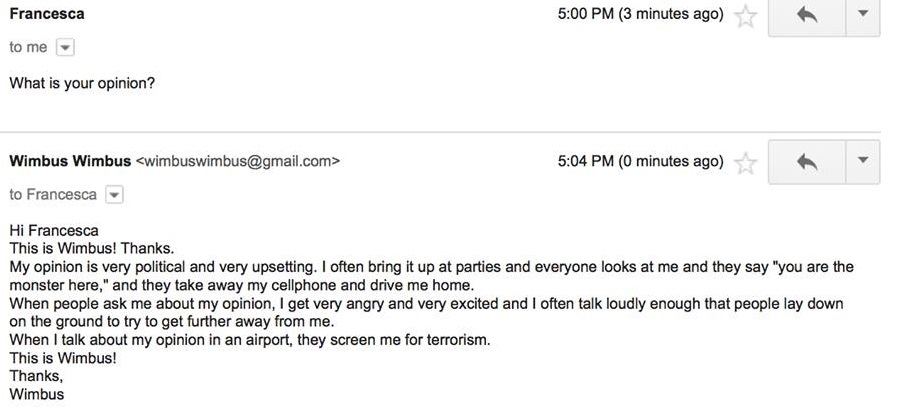 Francesca 5:00 PM (3 minutes ago)
to me
What is your opinion?
Wimbus Wimbus <wimbuswimbus@gmail.com> 5:04 PM (0 minutes ago)
to Francesca
Hi Francesca
This is Wimbus! Thanks.
My opinion is very political and very upsetting. I often bring it up at parties and everyone looks at me and they say "you are the
monster here," and they take away my cellphone and drive me home.
When people ask me about my opinion, I get very angry and very excited and I often talk loudly enough that people lay down
on the ground to try to get further away from me.
When I talk about my opinion in an airport, they screen me for terrorism.
This is Wimbus!
Thanks,
Wimbus